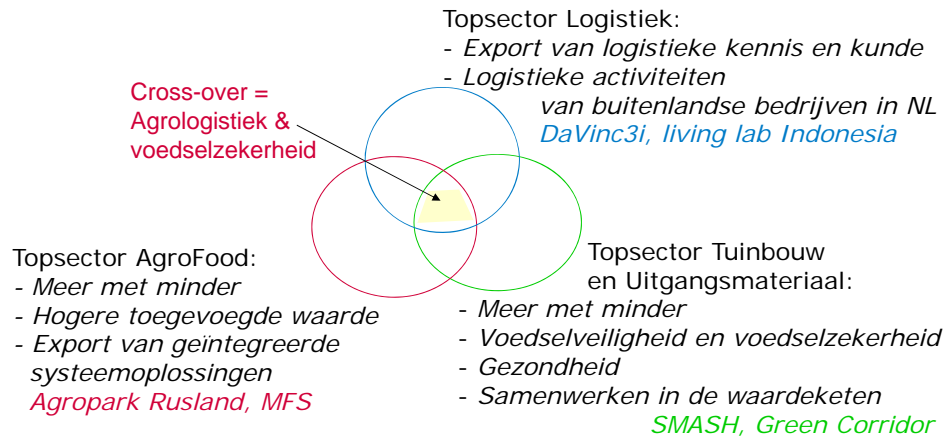 Topsector Logistiek:
- Export van logistieke kennis en kunde
- Logistieke activiteiten
van buitenlandse bedrijven in NL
DaVinc3i, living lab Indonesia
Cross-over =
Agrologistiek &
voedselzekerheid
Topsector AgroFood:
- Meer met minder
- Hogere toegevoegde waarde
- Export van geïntegreerde
systeemoplossingen
Agropark Rusland, MFS
Topsector Tuinbouw
en Uitgangsmateriaal:
- Meer met minder
- Voedselveiligheid en voedselzekerheid
- Gezondheid
- Samenwerken in de waardeketen
SMASH, Green Corridor